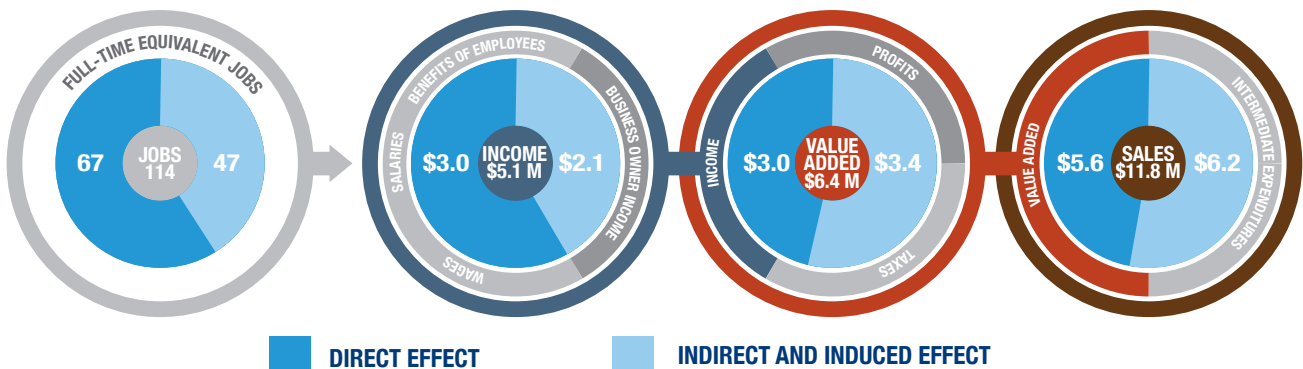 FULL-TIME EQUIVALENT JOBS
67
JOBS
114
47
BENEFITS OF EMPLOYEES
SALARIES
WAGES
BUSINESS OWNER INCOME
$3.0
INCOME
$5.1 M
$2.1
INCOME
PROFITS
TAXES
$3.0
VALUE
ADDED
$6.4 M
$3.4
VALUE ADDED
INTERMEDIATE EXPENDITURES
$5.6
SALES
$11.8 M
$6.2
DIRECT EFFECT
INDIRECT AND INDUCED EFFECT